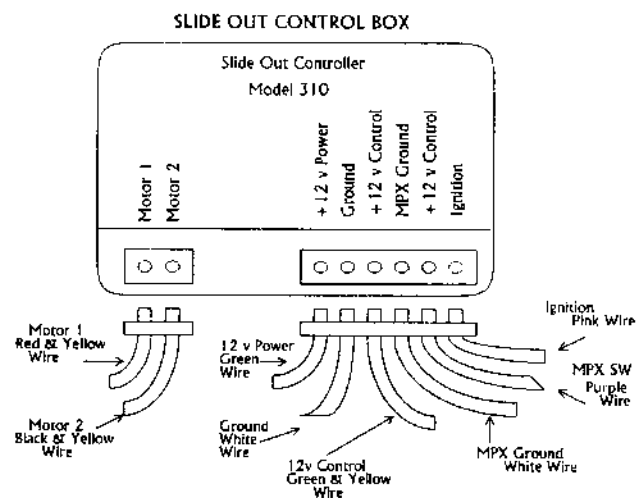 SLIDE OUT CONTROL BOX
Slide Out Controller
Model 310
Motor 1
Motor 2
+12 v Power
Ground
+12 v Control
MPX Ground
+12 v Control
Ignition
Motor 1
Red & Yellow
Wire
Motor 2
Black & Yellow
Wire
12 v Power
Green
Wire
Ground
White
Wire
12v Control
Green & Yellow
Wire
Ignition
Pink Wire
MPX SW
Purple
Wire
MPX Ground
White Wire